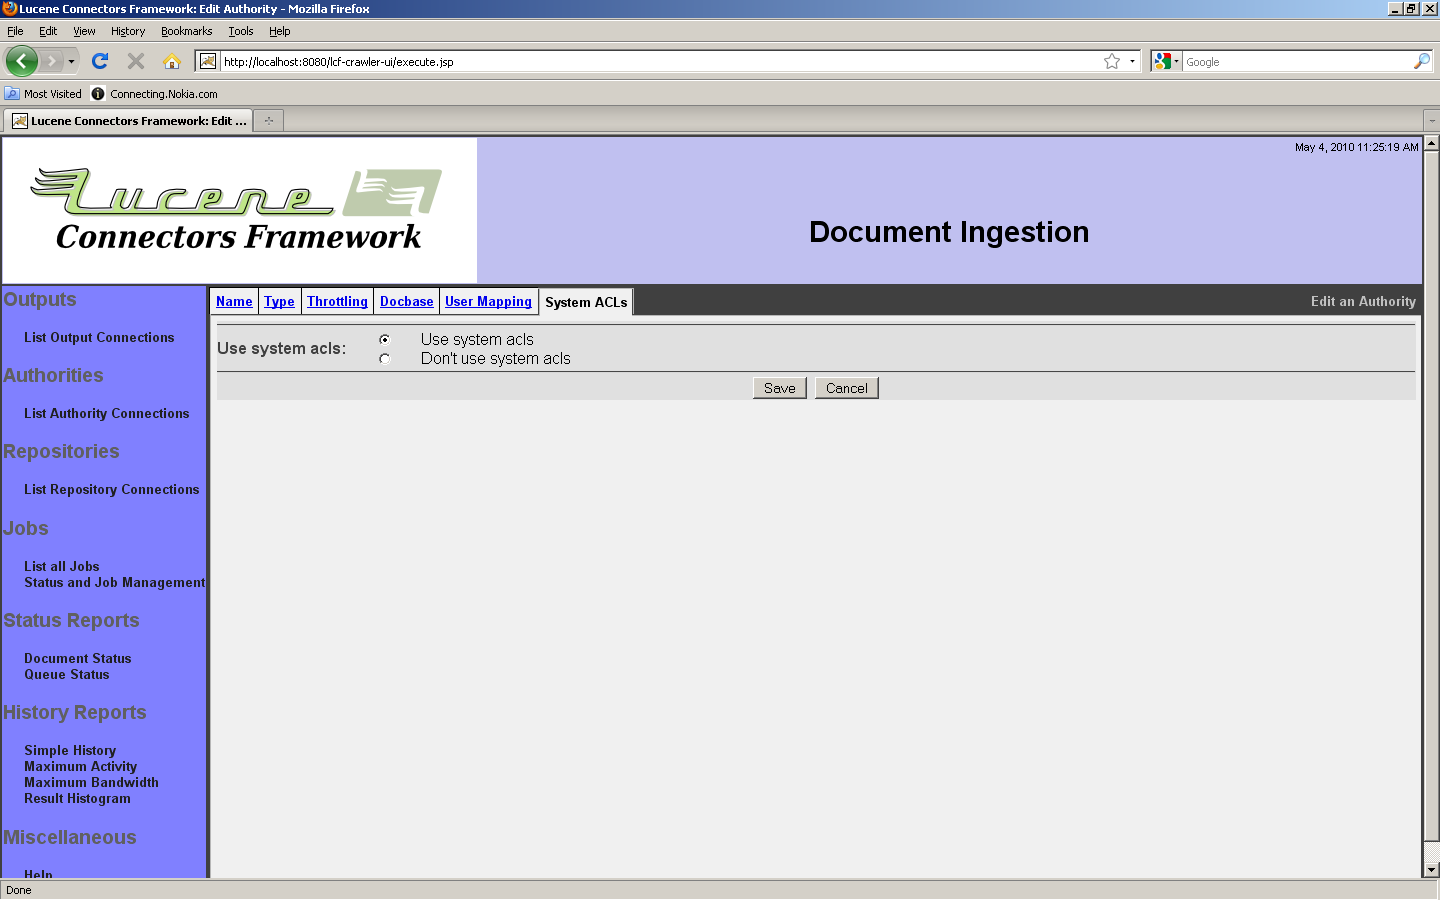 Lucene Connectors Framework: Edit Authority - Mozilla Firefox
File Edit View History Bookmarks Tools Help
http://localhost:8080/lcf-crawler-ui/execute.jsp
Google
Most Visited Connecting.Nokia.com
Lucene Connectors Framework: Edit ...
May 4, 2010 11:25:19 AM
Lucene
Connectors Framework
Document Ingestion
Outputs
List Output Connections
Authorities
List Authority Connections
Repositories
List Repository Connections
Jobs
List all Jobs
Status and Job Management
Status Reports
Document Status
Queue Status
History Reports
Simple History
Maximum Activity
Maximum Bandwidth
Result Histogram
Miscellaneous
Help
Name Type Throttling Docbase User Mapping System ACLs
Edit an Authority
Use system acls:
Use system acls
Don't use system acls
Save Cancel
Done